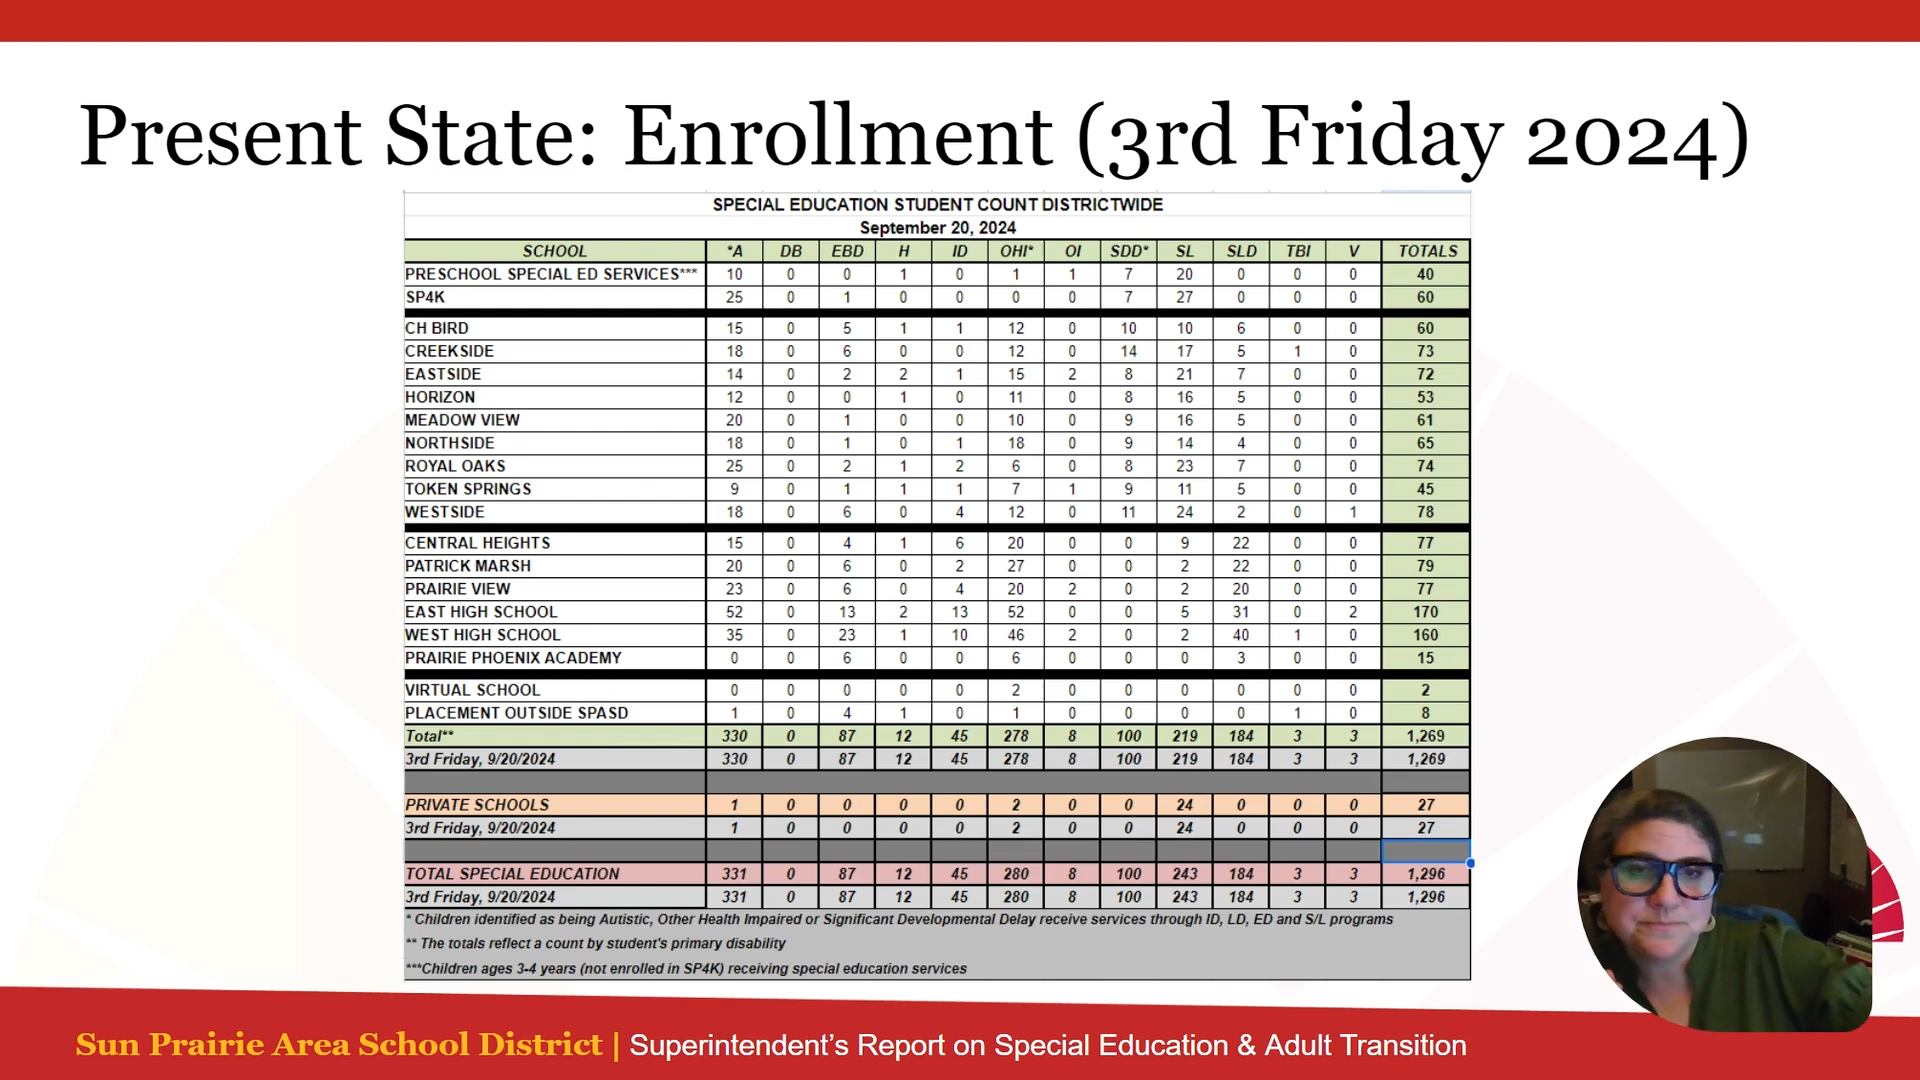 Present State: Enrollment (3rd Friday 2024)
SPECIAL EDUCATION STUDENT COUNT DISTRICTWIDE
September 20, 2024
SCHOOL *A DB EBD H ID OHI* OI SDD* SL SLD TBI V TOTALS
PRESCHOOL SPECIAL ED SERVICES*** 10 0 0 1 0 1 1 7 20 0 0 0 40
SP4K 25 0 1 0 0 0 0 7 27 0 0 0 60
CH BIRD 15 0 5 1 1 12 0 10 10 6 0 0 60
CREEKSIDE 18 0 6 0 0 12 0 14 17 5 1 0 73
EASTSIDE 14 0 2 2 1 15 2 8 21 7 0 0 72
HORIZON 12 0 0 1 0 11 0 8 16 5 0 0 53
MEADOW VIEW 20 0 1 0 0 10 0 9 16 5 0 0 61
NORTHSIDE 18 0 1 0 1 18 0 9 14 4 0 0 65
ROYAL OAKS 25 0 2 1 2 6 0 8 23 7 0 0 74
TOKEN SPRINGS 9 0 1 1 1 7 1 9 11 5 0 0 45
WESTSIDE 18 0 6 0 4 12 0 11 24 2 0 1 78
CENTRAL HEIGHTS 15 0 4 1 6 20 0 0 9 22 0 0 77
PATRICK MARSH 20 0 6 0 2 27 0 0 2 22 0 0 79
PRAIRIE VIEW 23 0 6 0 4 20 2 0 2 20 0 0 77
EAST HIGH SCHOOL 52 0 13 2 13 52 0 0 5 31 0 2 170
WEST HIGH SCHOOL 35 0 23 1 10 46 2 0 2 40 1 0 160
PRAIRIE PHOENIX ACADEMY 0 0 6 0 0 6 0 0 0 3 0 0 15
VIRTUAL SCHOOL 0 0 0 0 0 2 0 0 0 0 0 0 2
PLACEMENT OUTSIDE SPASD 1 0 4 1 0 1 0 0 0 0 1 0 8
Total** 330 0 87 12 45 278 8 100 219 184 3 3 1,269
3rd Friday, 9/20/2024 330 0 87 12 45 278 8 100 219 184 3 3 1,269
PRIVATE SCHOOLS 1 0 0 0 0 2 0 0 24 0 0 0 27
3rd Friday, 9/20/2024 1 0 0 0 0 2 0 0 24 0 0 0 27
TOTAL SPECIAL EDUCATION 331 0 87 12 45 280 8 100 243 184 3 3 1,296
3rd Friday, 9/20/2024 331 0 87 12 45 280 8 100 243 184 3 3 1,296
* Children identified as being Autistic, Other Health Impaired or Significant Developmental Delay receive services through ID, LD, ED and S/L programs
** The totals reflect a count by student's primary disability
***Children ages 3-4 years (not enrolled in SP4K) receiving special education services
Sun Prairie Area School District | Superintendent’s Report on Special Education & Adult Transition